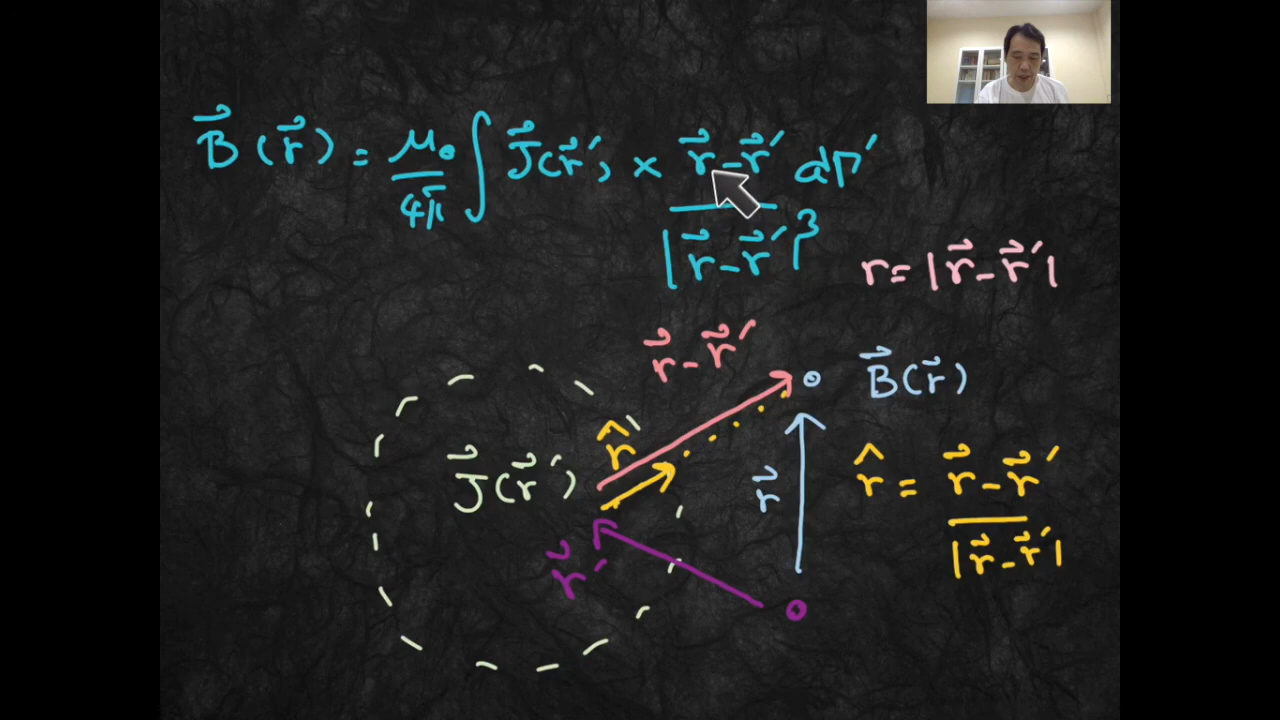 B⃗(r⃗) = μ₀/4π ∫ J⃗(r⃗′) × (r⃗ − r⃗′)/|r⃗ − r⃗′|³ dτ′
r = |r⃗ − r⃗′|
r⃗ − r⃗′
B⃗(r⃗)
r̂
J⃗(r⃗′)
r⃗
r̂ = (r⃗ − r⃗′)/|r⃗ − r⃗′|
r⃗′